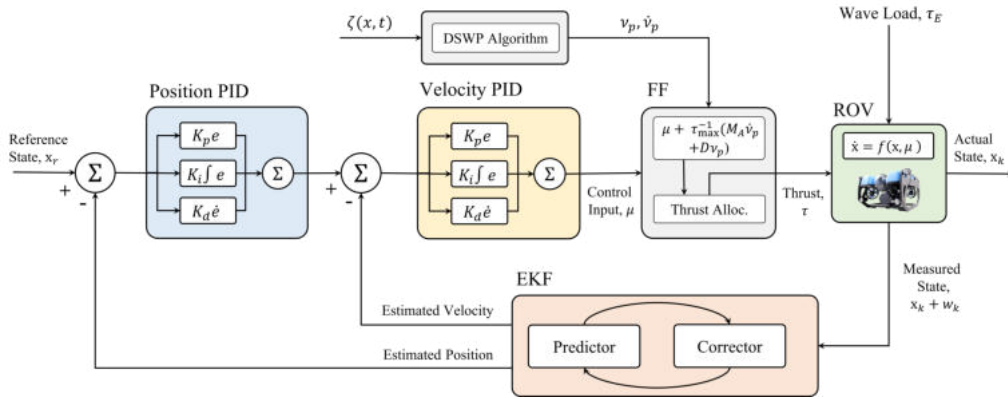 ζ(x, t)
DSWP Algorithm
ν_p, ν̇_p
Wave Load, τ_E
Position PID
Velocity PID
FF
ROV
Reference
State, x_r
+
-
Σ
K_p e
K_i ∫ e
K_d ė
Σ
+
-
Σ
K_p e
K_i ∫ e
K_d ė
Σ
Control
Input, μ
μ + τ_max^{-1}(M_A ν̇_p
+Dν_p)
Thrust Alloc.
Thrust,
τ
ẋ = f(x, μ )
Actual
State, x_k
Measured
State,
x_k + w_k
EKF
Estimated Velocity
Estimated Position
Predictor
Corrector